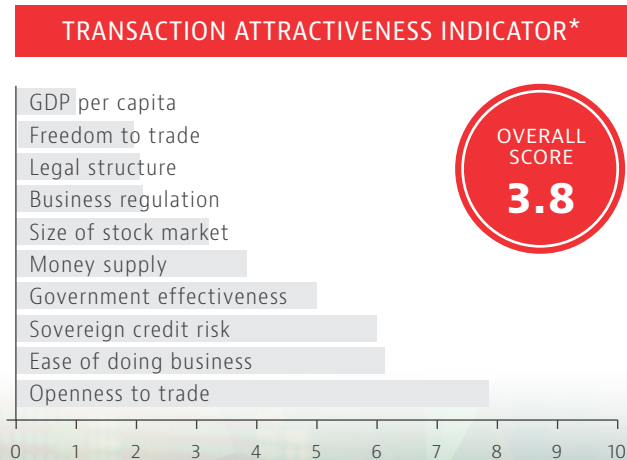 TRANSACTION ATTRACTIVENESS INDICATOR*
GDP per capita
Freedom to trade
Legal structure
Business regulation
Size of stock market
Money supply
Government effectiveness
Sovereign credit risk
Ease of doing business
Openness to trade
OVERALL
SCORE
3.8
0 1 2 3 4 5 6 7 8 9 10